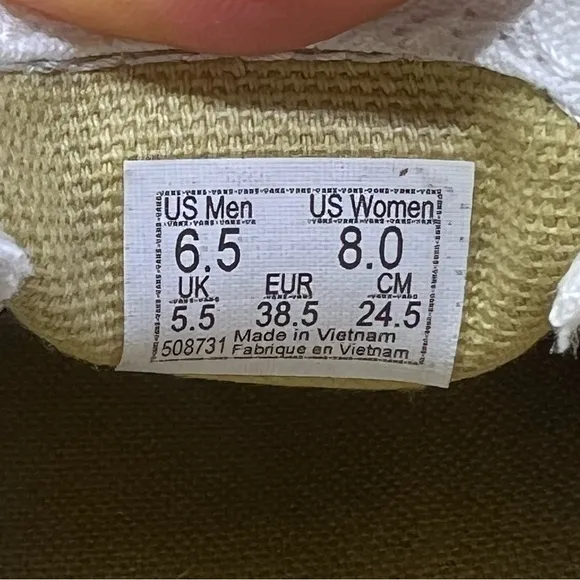 US Men US Women
6.5 8.0
UK EUR CM
5.5 38.5 24.5
508731 Made in Vietnam
Fabrique en Vietnam